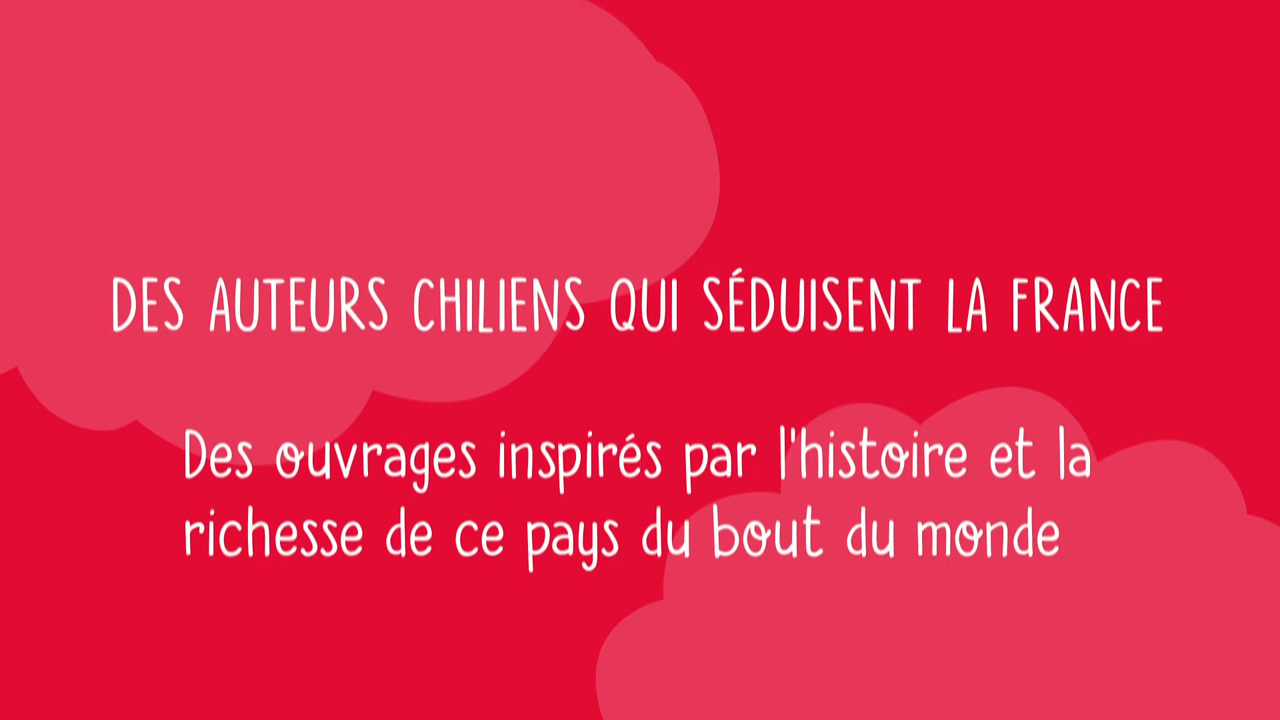 DES AUTEURS CHILIENS QUI SÉDUISENT LA FRANCE
Des ouvrages inspirés par l'histoire et la
richesse de ce pays du bout du monde